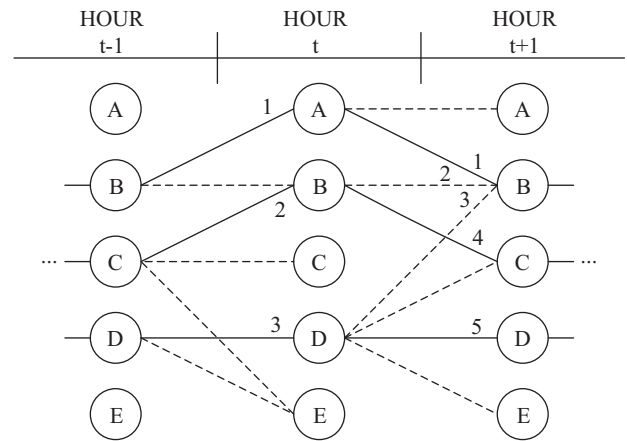 HOUR HOUR HOUR
t-1 t t+1
1
A A A
1
2
B B B
2 3
4
... C C C ...
3 5
D D D
E E E